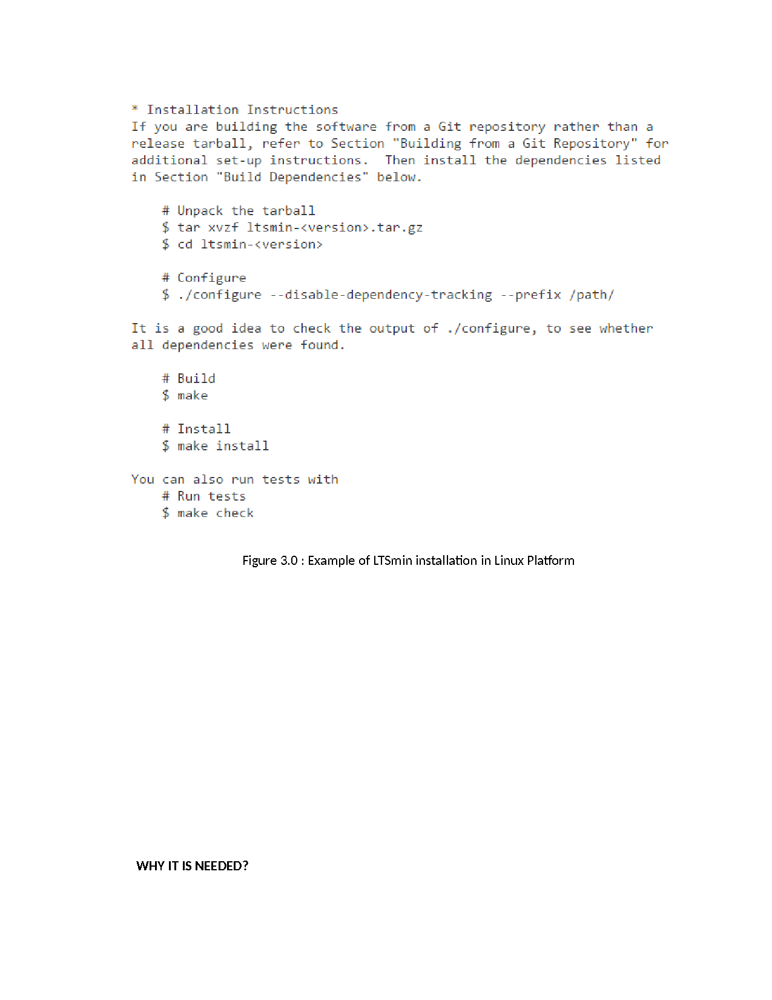 * Installation Instructions
If you are building the software from a Git repository rather than a
release tarball, refer to Section "Building from a Git Repository" for
additional set-up instructions.  Then install the dependencies listed
in Section "Build Dependencies" below.
# Unpack the tarball
$ tar xvzf ltsmin-<version>.tar.gz
$ cd ltsmin-<version>
# Configure
$ ./configure --disable-dependency-tracking --prefix /path/
It is a good idea to check the output of ./configure, to see whether
all dependencies were found.
# Build
$ make
# Install
$ make install
You can also run tests with
# Run tests
$ make check
Figure 3.0 : Example of LTSmin installation in Linux Platform
WHY IT IS NEEDED?